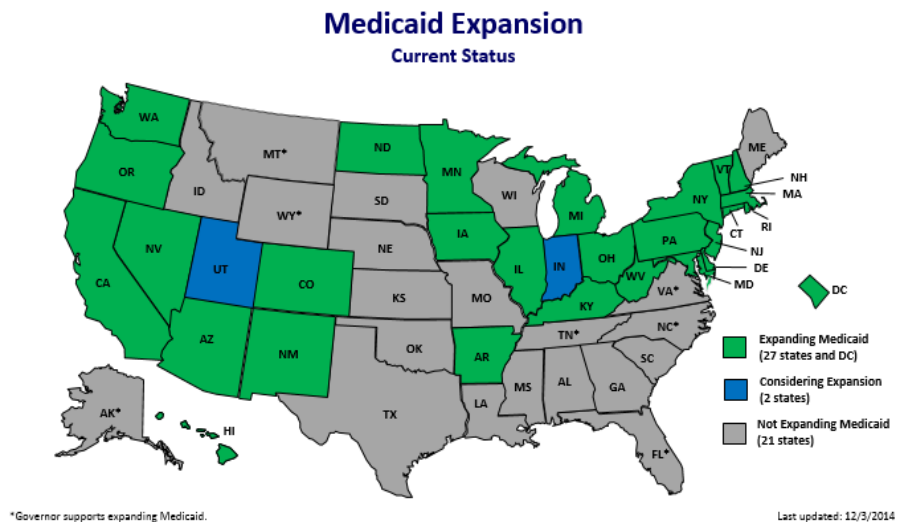 Medicaid Expansion
Current Status
WA
MT*
ND
MN
ME
OR
ID
WY*
SD
WI
MI
VT
NH
MA
NY
RI
CT
NV
UT
CO
NE
IA
IL
IN
OH
PA
NJ
DE
MD
WV
VA*
DC
CA
KS
MO
KY
AZ
NM
OK
AR
TN*
NC*
SC
MS
AL
GA
LA
TX
FL*
AK*
HI
Expanding Medicaid
(27 states and DC)
Considering Expansion
(2 states)
Not Expanding Medicaid
(21 states)
*Governor supports expanding Medicaid.
Last updated: 12/3/2014